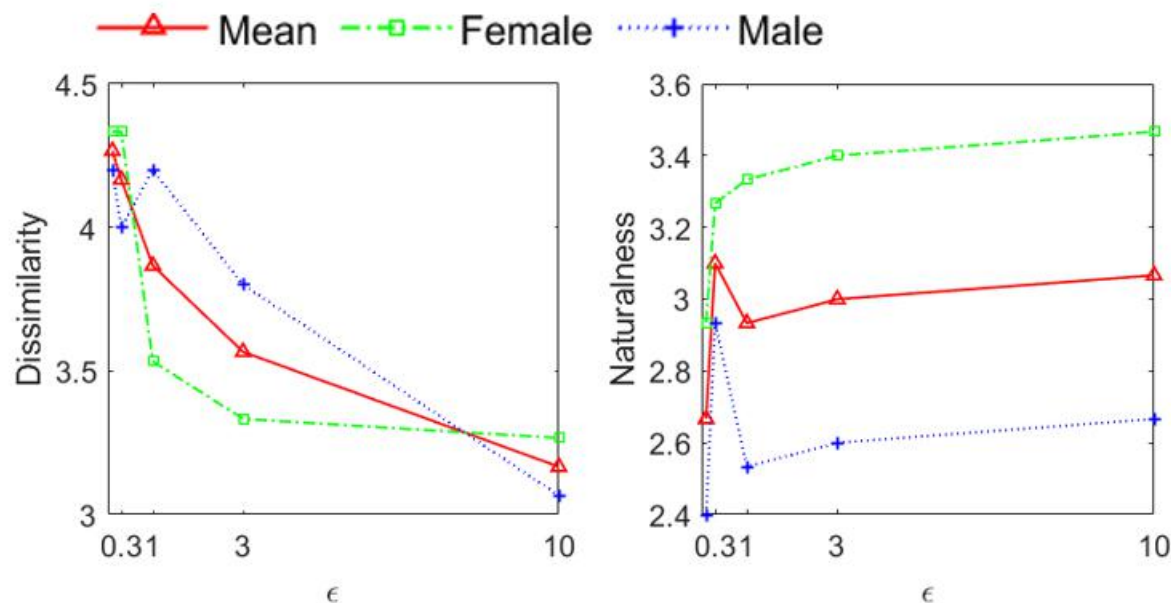 Mean Female Male
4.5
4
3.5
3
Dissimilarity
0.31 3 10
ϵ
3.6
3.4
3.2
3
2.8
2.6
2.4
Naturalness
0.31 3 10
ϵ